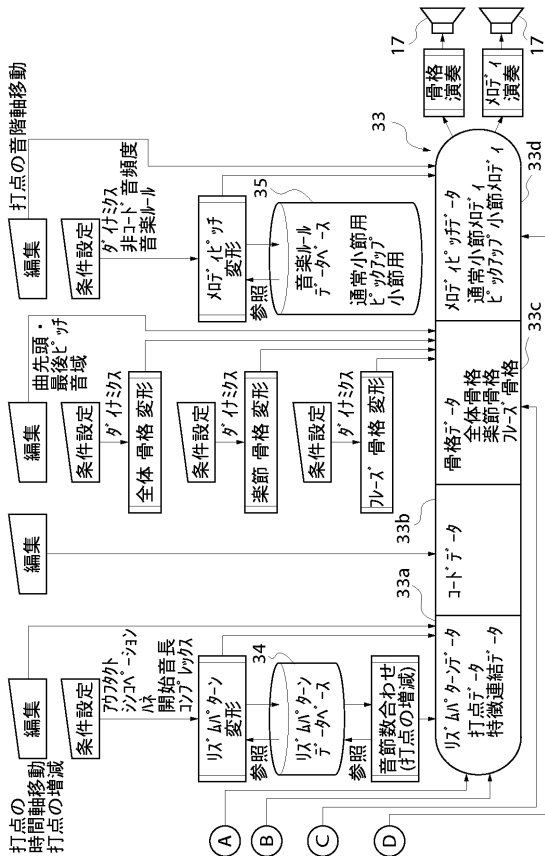 打点の
時間軸移動
打点の増減
編集
条件設定
アウフタクト
シンコペーション
ハネ
開始音長
コンプレックス
リズムパターン
変形
参照
34
リズムパターン
データベース
参照
音節数合わせ
(打点の増減)
A
B
C
D
編集
編集
曲先頭・
最後ピッチ
音域
条件設定
ダイナミクス
全体 骨格 変形
条件設定
ダイナミクス
楽節 骨格 変形
条件設定
ダイナミクス
フレーズ 骨格 変形
編集
打点の音階軸移動
条件設定
ダイナミクス
非コード音頻度
音楽ルール
メロディピッチ
変形
参照
35
音楽ルール
データベース
通常小節用
ピックアップ
小節用
33a
リズムパターンデータ
打点データ
特徴連結データ
33b
コードデータ
骨格データ
全体骨格
楽節骨格
フレーズ骨格
33c
メロディピッチデータ
通常小節メロディ
ピックアップ小節メロディ
33d
33
骨格
演奏
17
メロディ
演奏
17